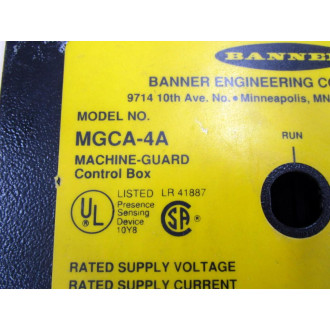 BANNER
BANNER ENGINEERING CO
9714 10th Ave. No. • Minneapolis, MN
MODEL NO.
MGCA-4A
MACHINE-GUARD
Control Box
RUN
LISTED LR 41887
UL
Presence
Sensing
Device
10Y8
SA
RATED SUPPLY VOLTAGE
RATED SUPPLY CURRENT